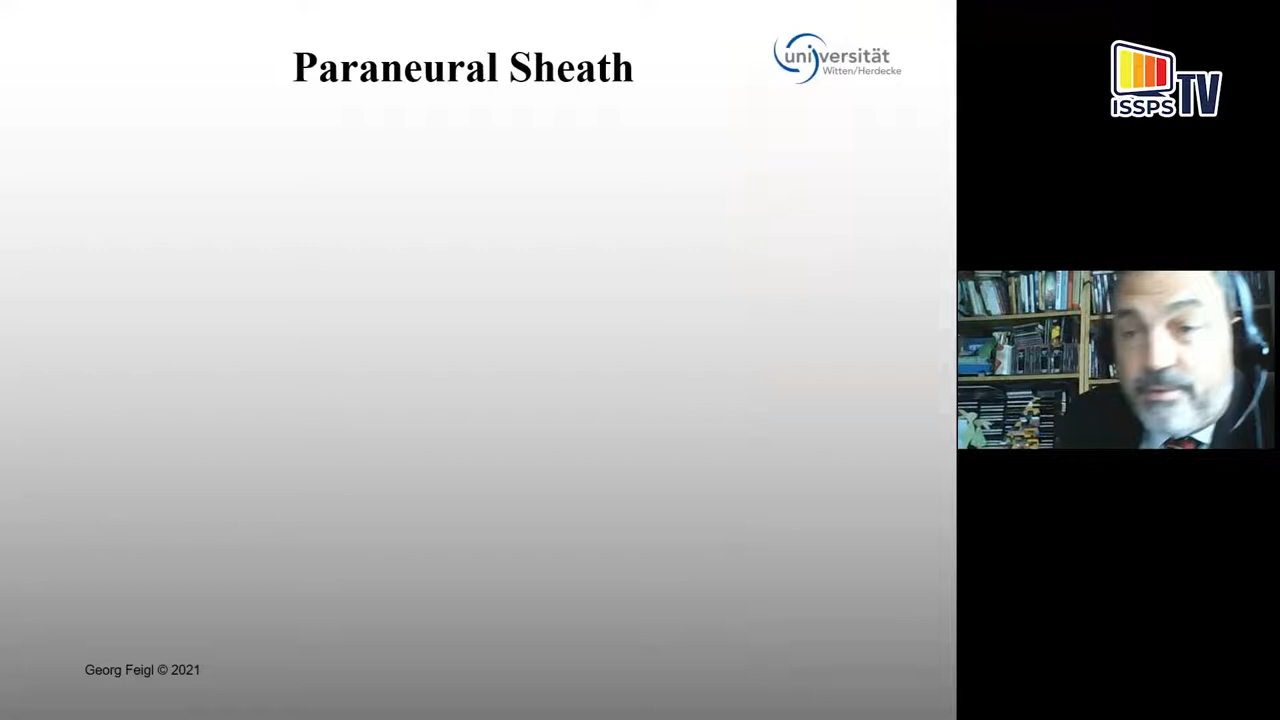 Paraneural Sheath
universität
Witten/Herdecke
ISSPS TV
Georg Feigl © 2021